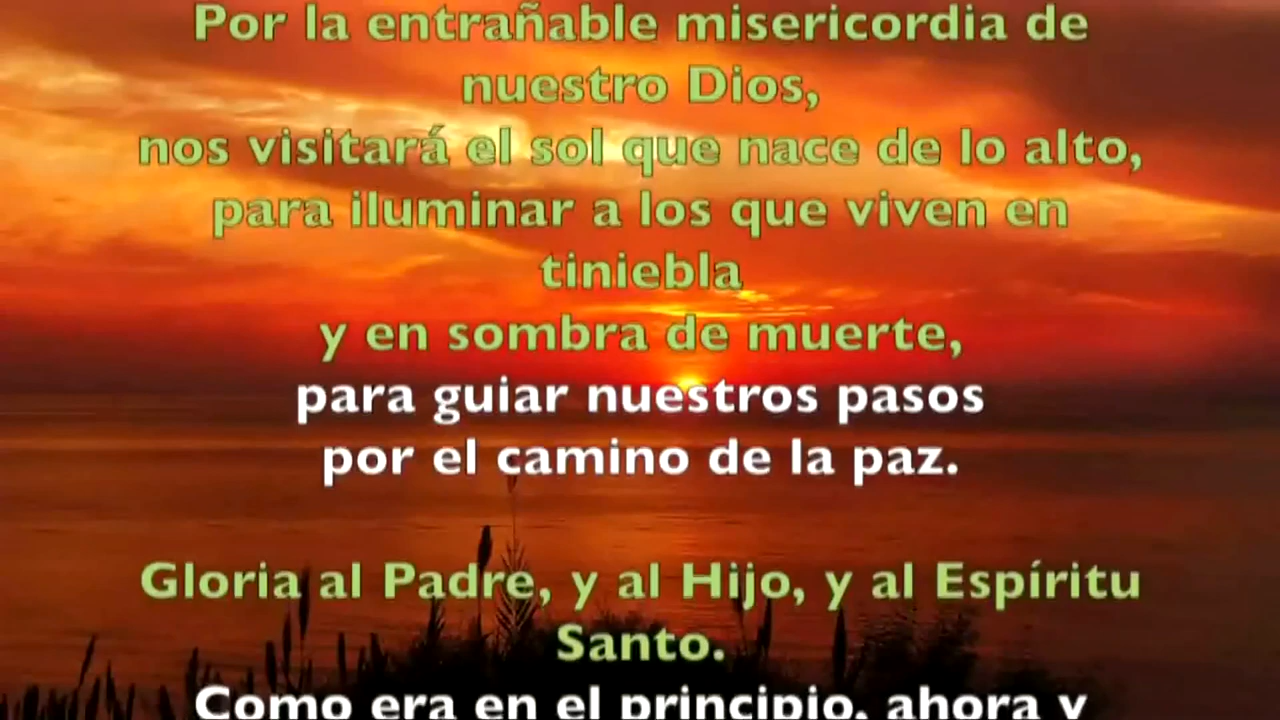 Por la entrañable misericordia de
nuestro Dios,
nos visitará el sol que nace de lo alto,
para iluminar a los que viven en
tiniebla
y en sombra de muerte,
para guiar nuestros pasos
por el camino de la paz.
Gloria al Padre, y al Hijo, y al Espíritu
Santo.
Como era en el principio, ahora y